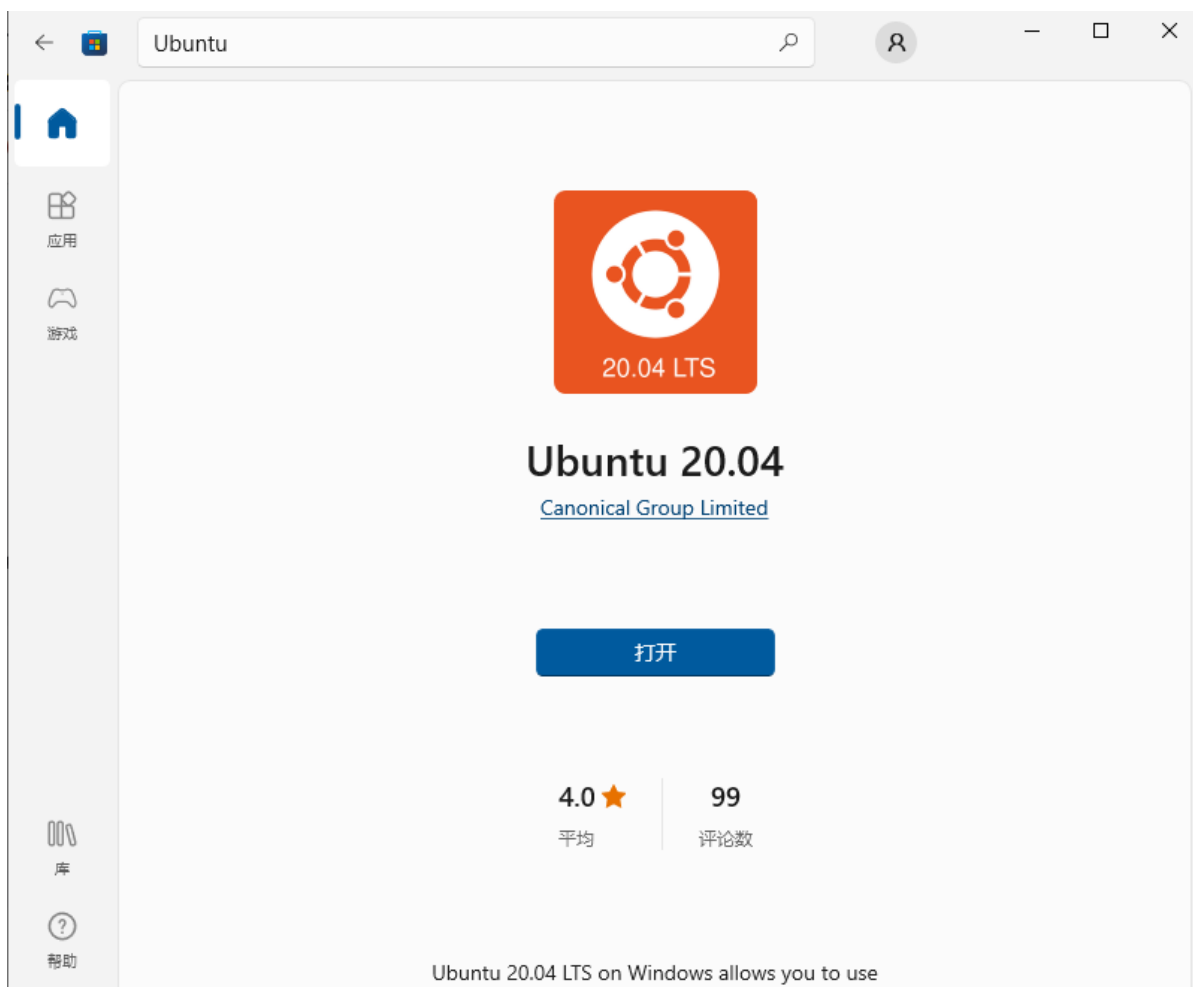 Ubuntu
应用
游戏
20.04 LTS
Ubuntu 20.04
Canonical Group Limited
打开
4.0
99
平均
评论数
库
帮助
Ubuntu 20.04 LTS on Windows allows you to use